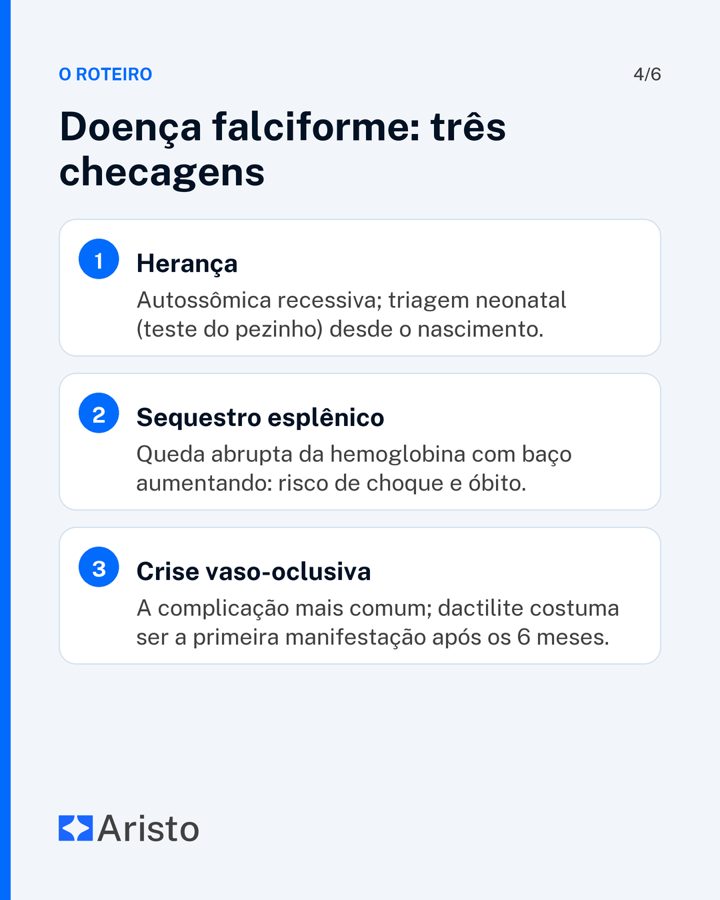 O ROTEIRO
4/6
Doença falciforme: três
checagens
1
Herança
Autossômica recessiva; triagem neonatal
(teste do pezinho) desde o nascimento.
2
Sequestro esplênico
Queda abrupta da hemoglobina com baço
aumentando: risco de choque e óbito.
3
Crise vaso-oclusiva
A complicação mais comum; dactilite costuma
ser a primeira manifestação após os 6 meses.
Aristo